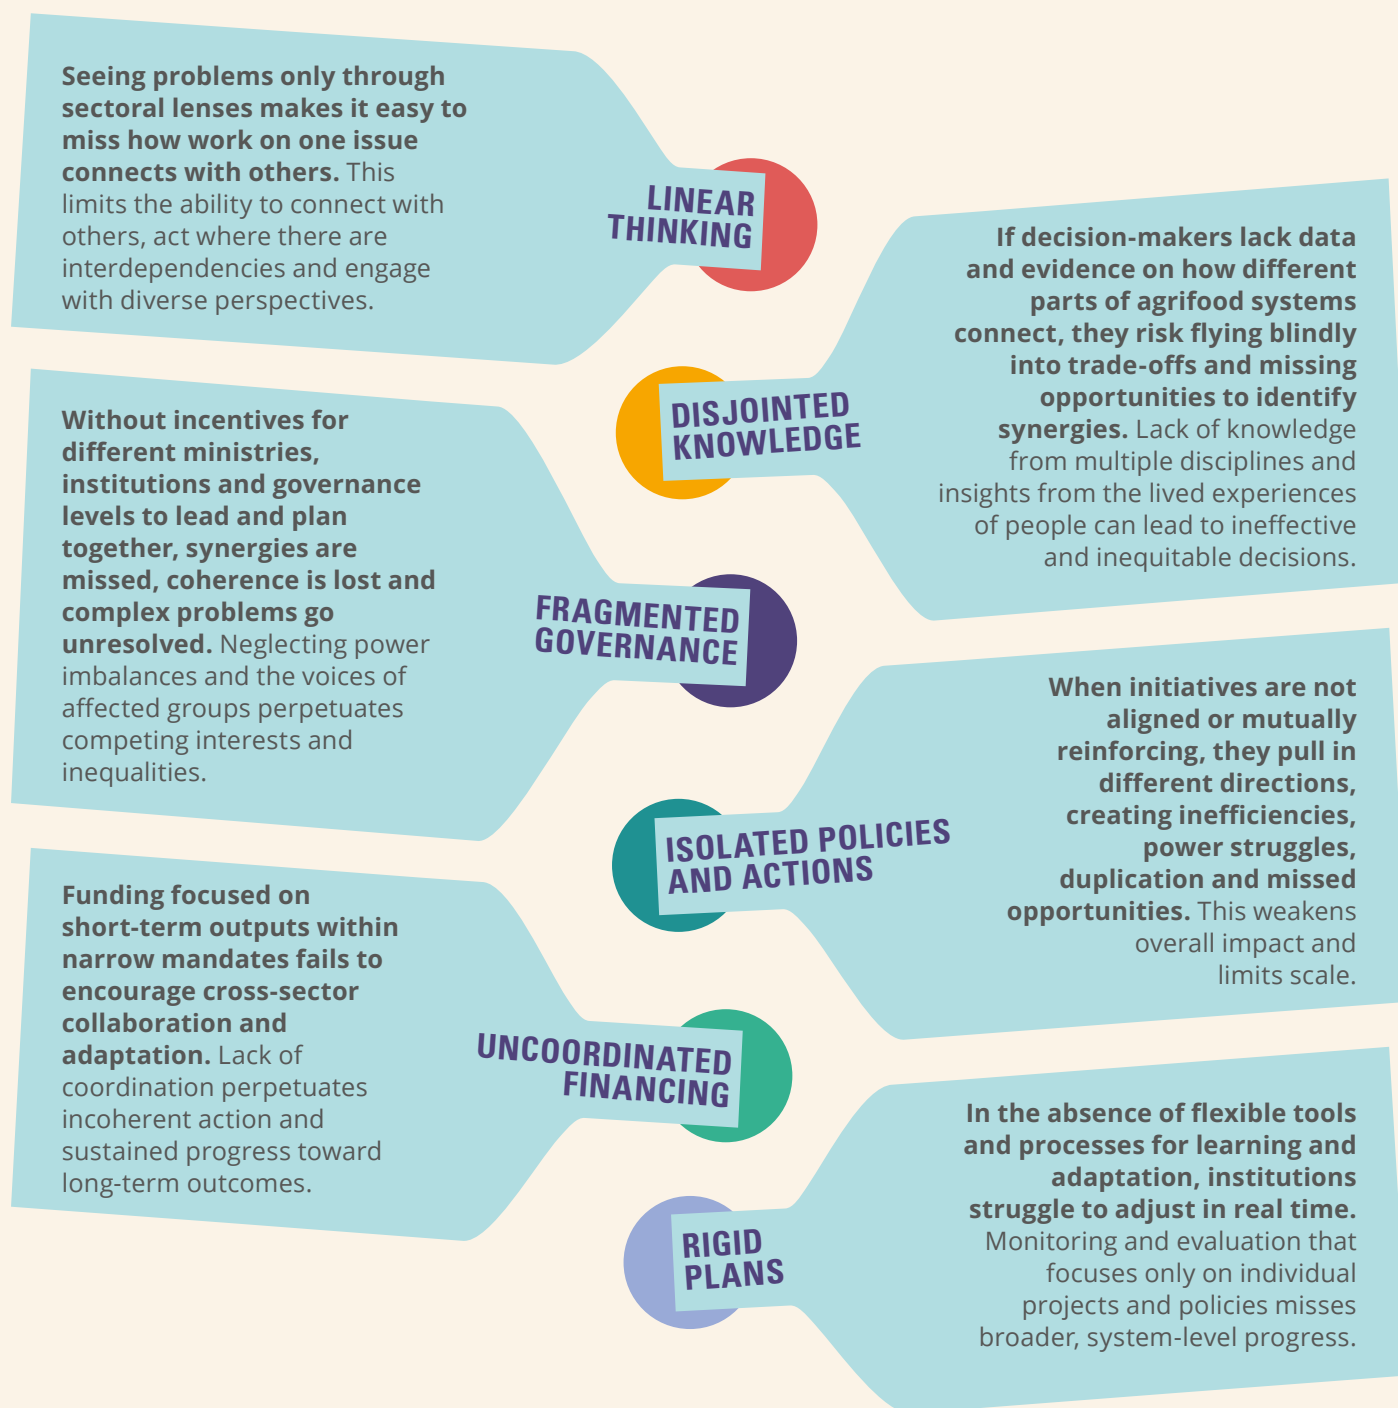 Seeing problems only through
sectoral lenses makes it easy to
miss how work on one issue
connects with others. This
limits the ability to connect with
others, act where there are
interdependencies and engage
with diverse perspectives.
LINEAR
THINKING
If decision-makers lack data
and evidence on how different
parts of agrifood systems
connect, they risk flying blindly
into trade-offs and missing
opportunities to identify
synergies. Lack of knowledge
from multiple disciplines and
insights from the lived experiences
of people can lead to ineffective
and inequitable decisions.
DISJOINTED
KNOWLEDGE
Without incentives for
different ministries,
institutions and governance
levels to lead and plan
together, synergies are
missed, coherence is lost and
complex problems go
unresolved. Neglecting power
imbalances and the voices of
affected groups perpetuates
competing interests and
inequalities.
FRAGMENTED
GOVERNANCE
When initiatives are not
aligned or mutually
reinforcing, they pull in
different directions,
creating inefficiencies,
power struggles,
duplication and missed
opportunities. This weakens
overall impact and
limits scale.
ISOLATED POLICIES
AND ACTIONS
Funding focused on
short-term outputs within
narrow mandates fails to
encourage cross-sector
collaboration and
adaptation. Lack of
coordination perpetuates
incoherent action and
sustained progress toward
long-term outcomes.
UNCOORDINATED
FINANCING
In the absence of flexible tools
and processes for learning and
adaptation, institutions
struggle to adjust in real time.
Monitoring and evaluation that
focuses only on individual
projects and policies misses
broader, system-level progress.
RIGID
PLANS